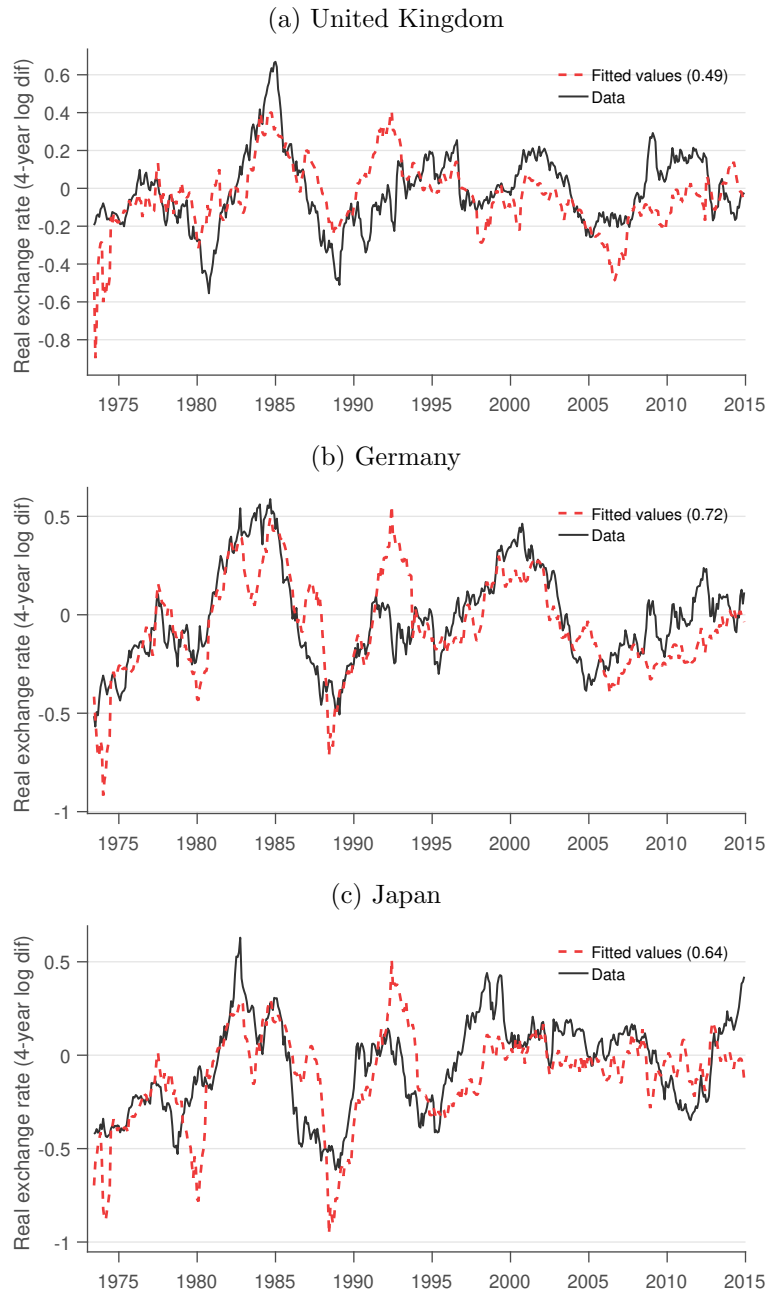 (a) United Kingdom
Real exchange rate (4-year log dif)
0.6
0.4
0.2
0
-0.2
-0.4
-0.6
-0.8
Fitted values (0.49)
Data
1975 1980 1985 1990 1995 2000 2005 2010 2015
(b) Germany
Real exchange rate (4-year log dif)
0.5
0
-0.5
-1
Fitted values (0.72)
Data
1975 1980 1985 1990 1995 2000 2005 2010 2015
(c) Japan
Real exchange rate (4-year log dif)
0.5
0
-0.5
-1
Fitted values (0.64)
Data
1975 1980 1985 1990 1995 2000 2005 2010 2015